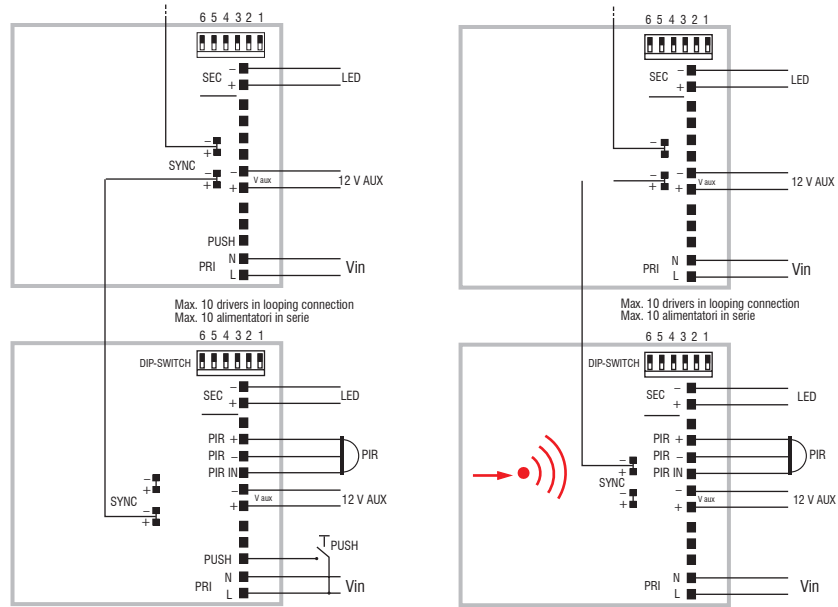 6 5 4 3 2 1
SEC
−
+
LED
−
+
SYNC
−
+
−
V aux
+
12 V AUX
PUSH
PRI
N
L
Vin
Max. 10 drivers in looping connection
Max. 10 alimentatori in serie
6 5 4 3 2 1
DIP-SWITCH
SEC
−
+
LED
PIR +
PIR −
PIR IN
PIR
−
+
SYNC
−
+
−
V aux
+
12 V AUX
PUSH
PUSH
PRI
N
L
Vin
6 5 4 3 2 1
SEC
−
+
LED
−
+
−
+
−
V aux
+
12 V AUX
PRI
N
L
Vin
Max. 10 drivers in looping connection
Max. 10 alimentatori in serie
6 5 4 3 2 1
DIP-SWITCH
SEC
−
+
LED
PIR +
PIR −
PIR IN
PIR
−
+
SYNC
−
+
−
V aux
+
12 V AUX
PRI
N
L
Vin